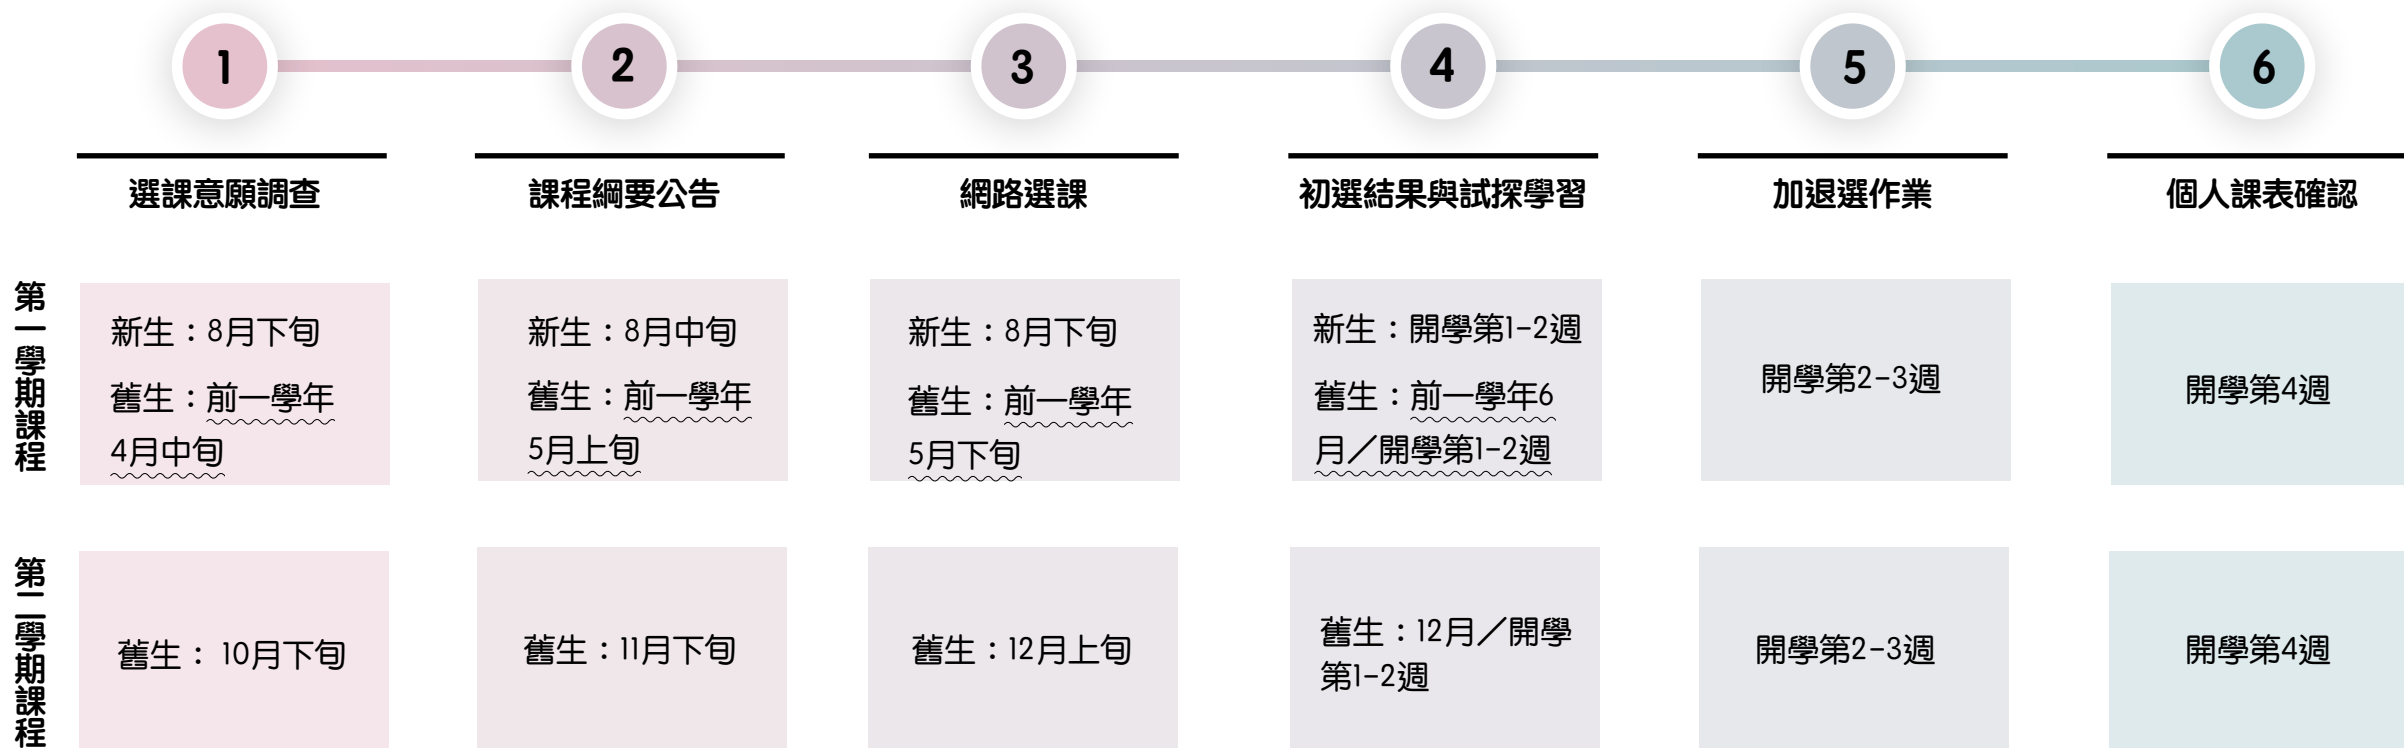 1
2
3
4
5
6
選課意願調查
課程綱要公告
網路選課
初選結果與試探學習
加退選作業
個人課表確認
第一學期課程
新生：8月下旬
舊生：前一學年
4月中旬
新生：8月中旬
舊生：前一學年
5月上旬
新生：8月下旬
舊生：前一學年
5月下旬
新生：開學第1-2週
舊生：前一學年6
月／開學第1-2週
開學第2-3週
開學第4週
第二學期課程
舊生： 10月下旬
舊生：11月下旬
舊生：12月上旬
舊生：12月／開學
第1-2週
開學第2-3週
開學第4週